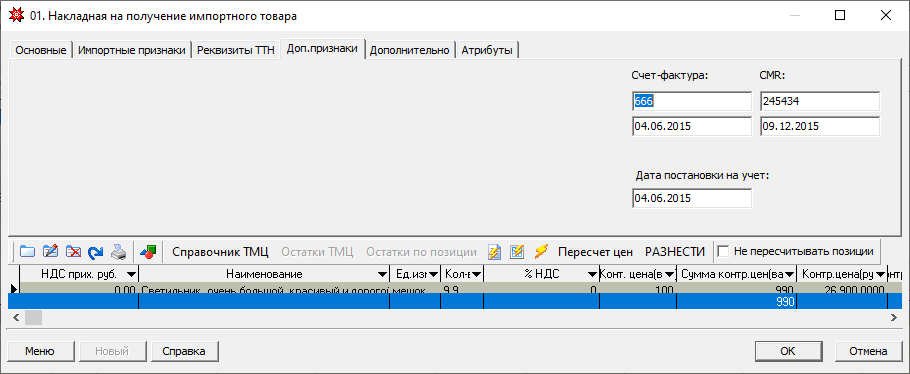 01. Накладная на получение импортного товара
Основные Импортные признаки Реквизиты ТТН Доп.признаки Дополнительно Атрибуты
Счет-фактура: CMR:
666 245434
04.06.2015 09.12.2015
Дата постановки на учет:
04.06.2015
Справочник ТМЦ Остатки ТМЦ Остатки по позиции Пересчет цен РАЗНЕСТИ Не пересчитывать позиции
НДС прих. руб. Наименование Ед.изг Кол-в % НДС Конт. цена(в Сумма контр.цен(ва Контр.цена(ру
0.00 Светильник, очень большой, красивый и дорогой мешок 9.9 0 100 990 26 900.0000
990
Меню Новый Справка OK Отмена